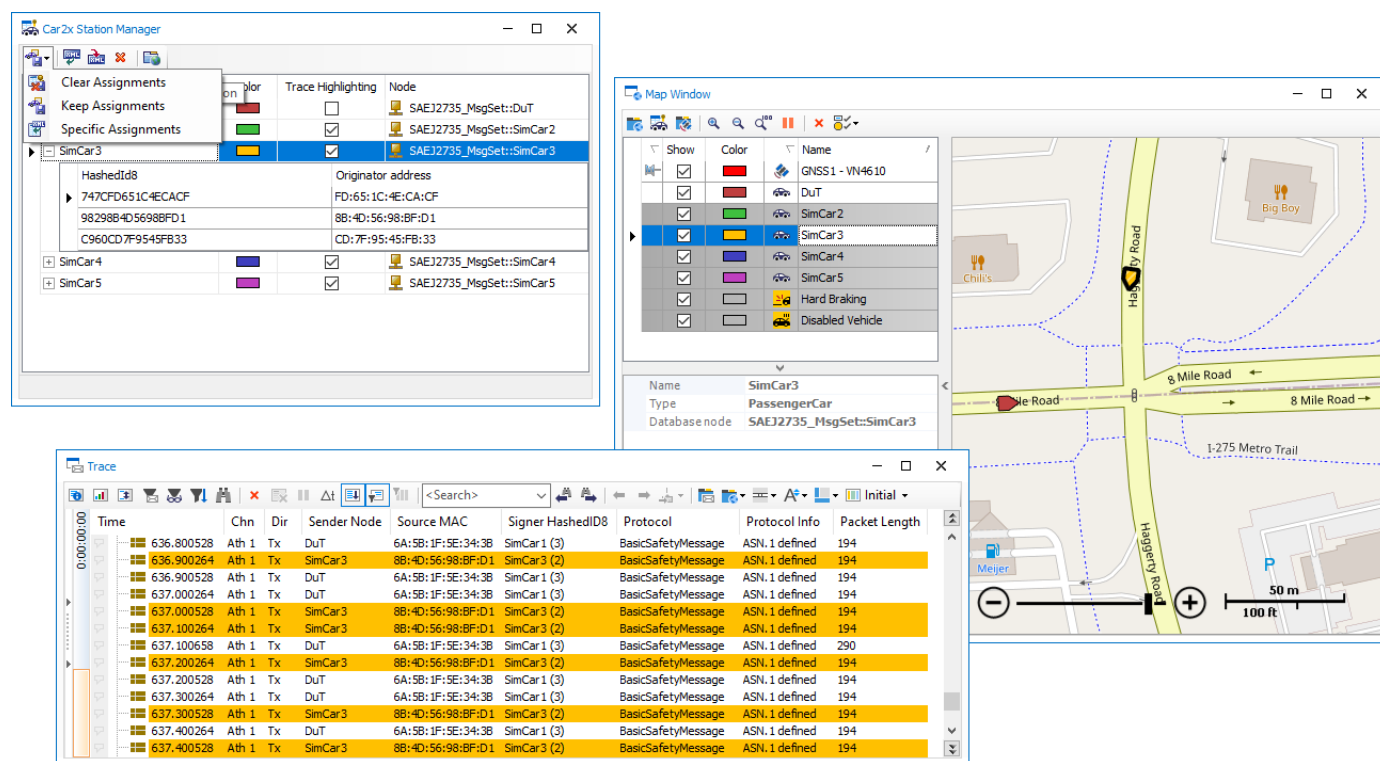 Car2x Station Manager
Clear Assignments
Keep Assignments
Specific Assignments
on
olor Trace Highlighting Node
SAEJ2735_MsgSet::DuT
SAEJ2735_MsgSet::SimCar2
SimCar3 SAEJ2735_MsgSet::SimCar3
HashedId8 Originator address
747CFD651C4ECACF FD:65:1C:4E:CA:CF
98298B4D5698BFD1 8B:4D:56:98:BF:D1
C960CD7F9545FB33 CD:7F:95:45:FB:33
SimCar4 SAEJ2735_MsgSet::SimCar4
SimCar5 SAEJ2735_MsgSet::SimCar5
Map Window
Show Color Name
GNSS1 - VN4610
DuT
SimCar2
SimCar3
SimCar4
SimCar5
Hard Braking
Disabled Vehicle
Name SimCar3
Type PassengerCar
Database node SAEJ2735_MsgSet::SimCar3
Big Boy
Chili's
Haggerty Road
8 Mile Road
8 Mile Road
8 Mile Road
I-275 Metro Trail
Haggerty Road
Meijer
P
50 m
100 ft
Trace
<Search> Initial
0:00:00:00
Time Chn Dir Sender Node Source MAC Signer HashedID8 Protocol Protocol Info Packet Length
636.800528 Ath 1 Tx DuT 6A:5B:1F:5E:34:3B SimCar1 (3) BasicSafetyMessage ASN.1 defined 194
636.900264 Ath 1 Tx SimCar3 8B:4D:56:98:BF:D1 SimCar3 (2) BasicSafetyMessage ASN.1 defined 194
636.900528 Ath 1 Tx DuT 6A:5B:1F:5E:34:3B SimCar1 (3) BasicSafetyMessage ASN.1 defined 194
637.000264 Ath 1 Tx DuT 6A:5B:1F:5E:34:3B SimCar1 (3) BasicSafetyMessage ASN.1 defined 194
637.000528 Ath 1 Tx SimCar3 8B:4D:56:98:BF:D1 SimCar3 (2) BasicSafetyMessage ASN.1 defined 194
637.100264 Ath 1 Tx SimCar3 8B:4D:56:98:BF:D1 SimCar3 (2) BasicSafetyMessage ASN.1 defined 194
637.100658 Ath 1 Tx DuT 6A:5B:1F:5E:34:3B SimCar1 (3) BasicSafetyMessage ASN.1 defined 290
637.200264 Ath 1 Tx SimCar3 8B:4D:56:98:BF:D1 SimCar3 (2) BasicSafetyMessage ASN.1 defined 194
637.200528 Ath 1 Tx DuT 6A:5B:1F:5E:34:3B SimCar1 (3) BasicSafetyMessage ASN.1 defined 194
637.300264 Ath 1 Tx DuT 6A:5B:1F:5E:34:3B SimCar1 (3) BasicSafetyMessage ASN.1 defined 194
637.300528 Ath 1 Tx SimCar3 8B:4D:56:98:BF:D1 SimCar3 (2) BasicSafetyMessage ASN.1 defined 194
637.400264 Ath 1 Tx DuT 6A:5B:1F:5E:34:3B SimCar1 (3) BasicSafetyMessage ASN.1 defined 194
637.400528 Ath 1 Tx SimCar3 8B:4D:56:98:BF:D1 SimCar3 (2) BasicSafetyMessage ASN.1 defined 194